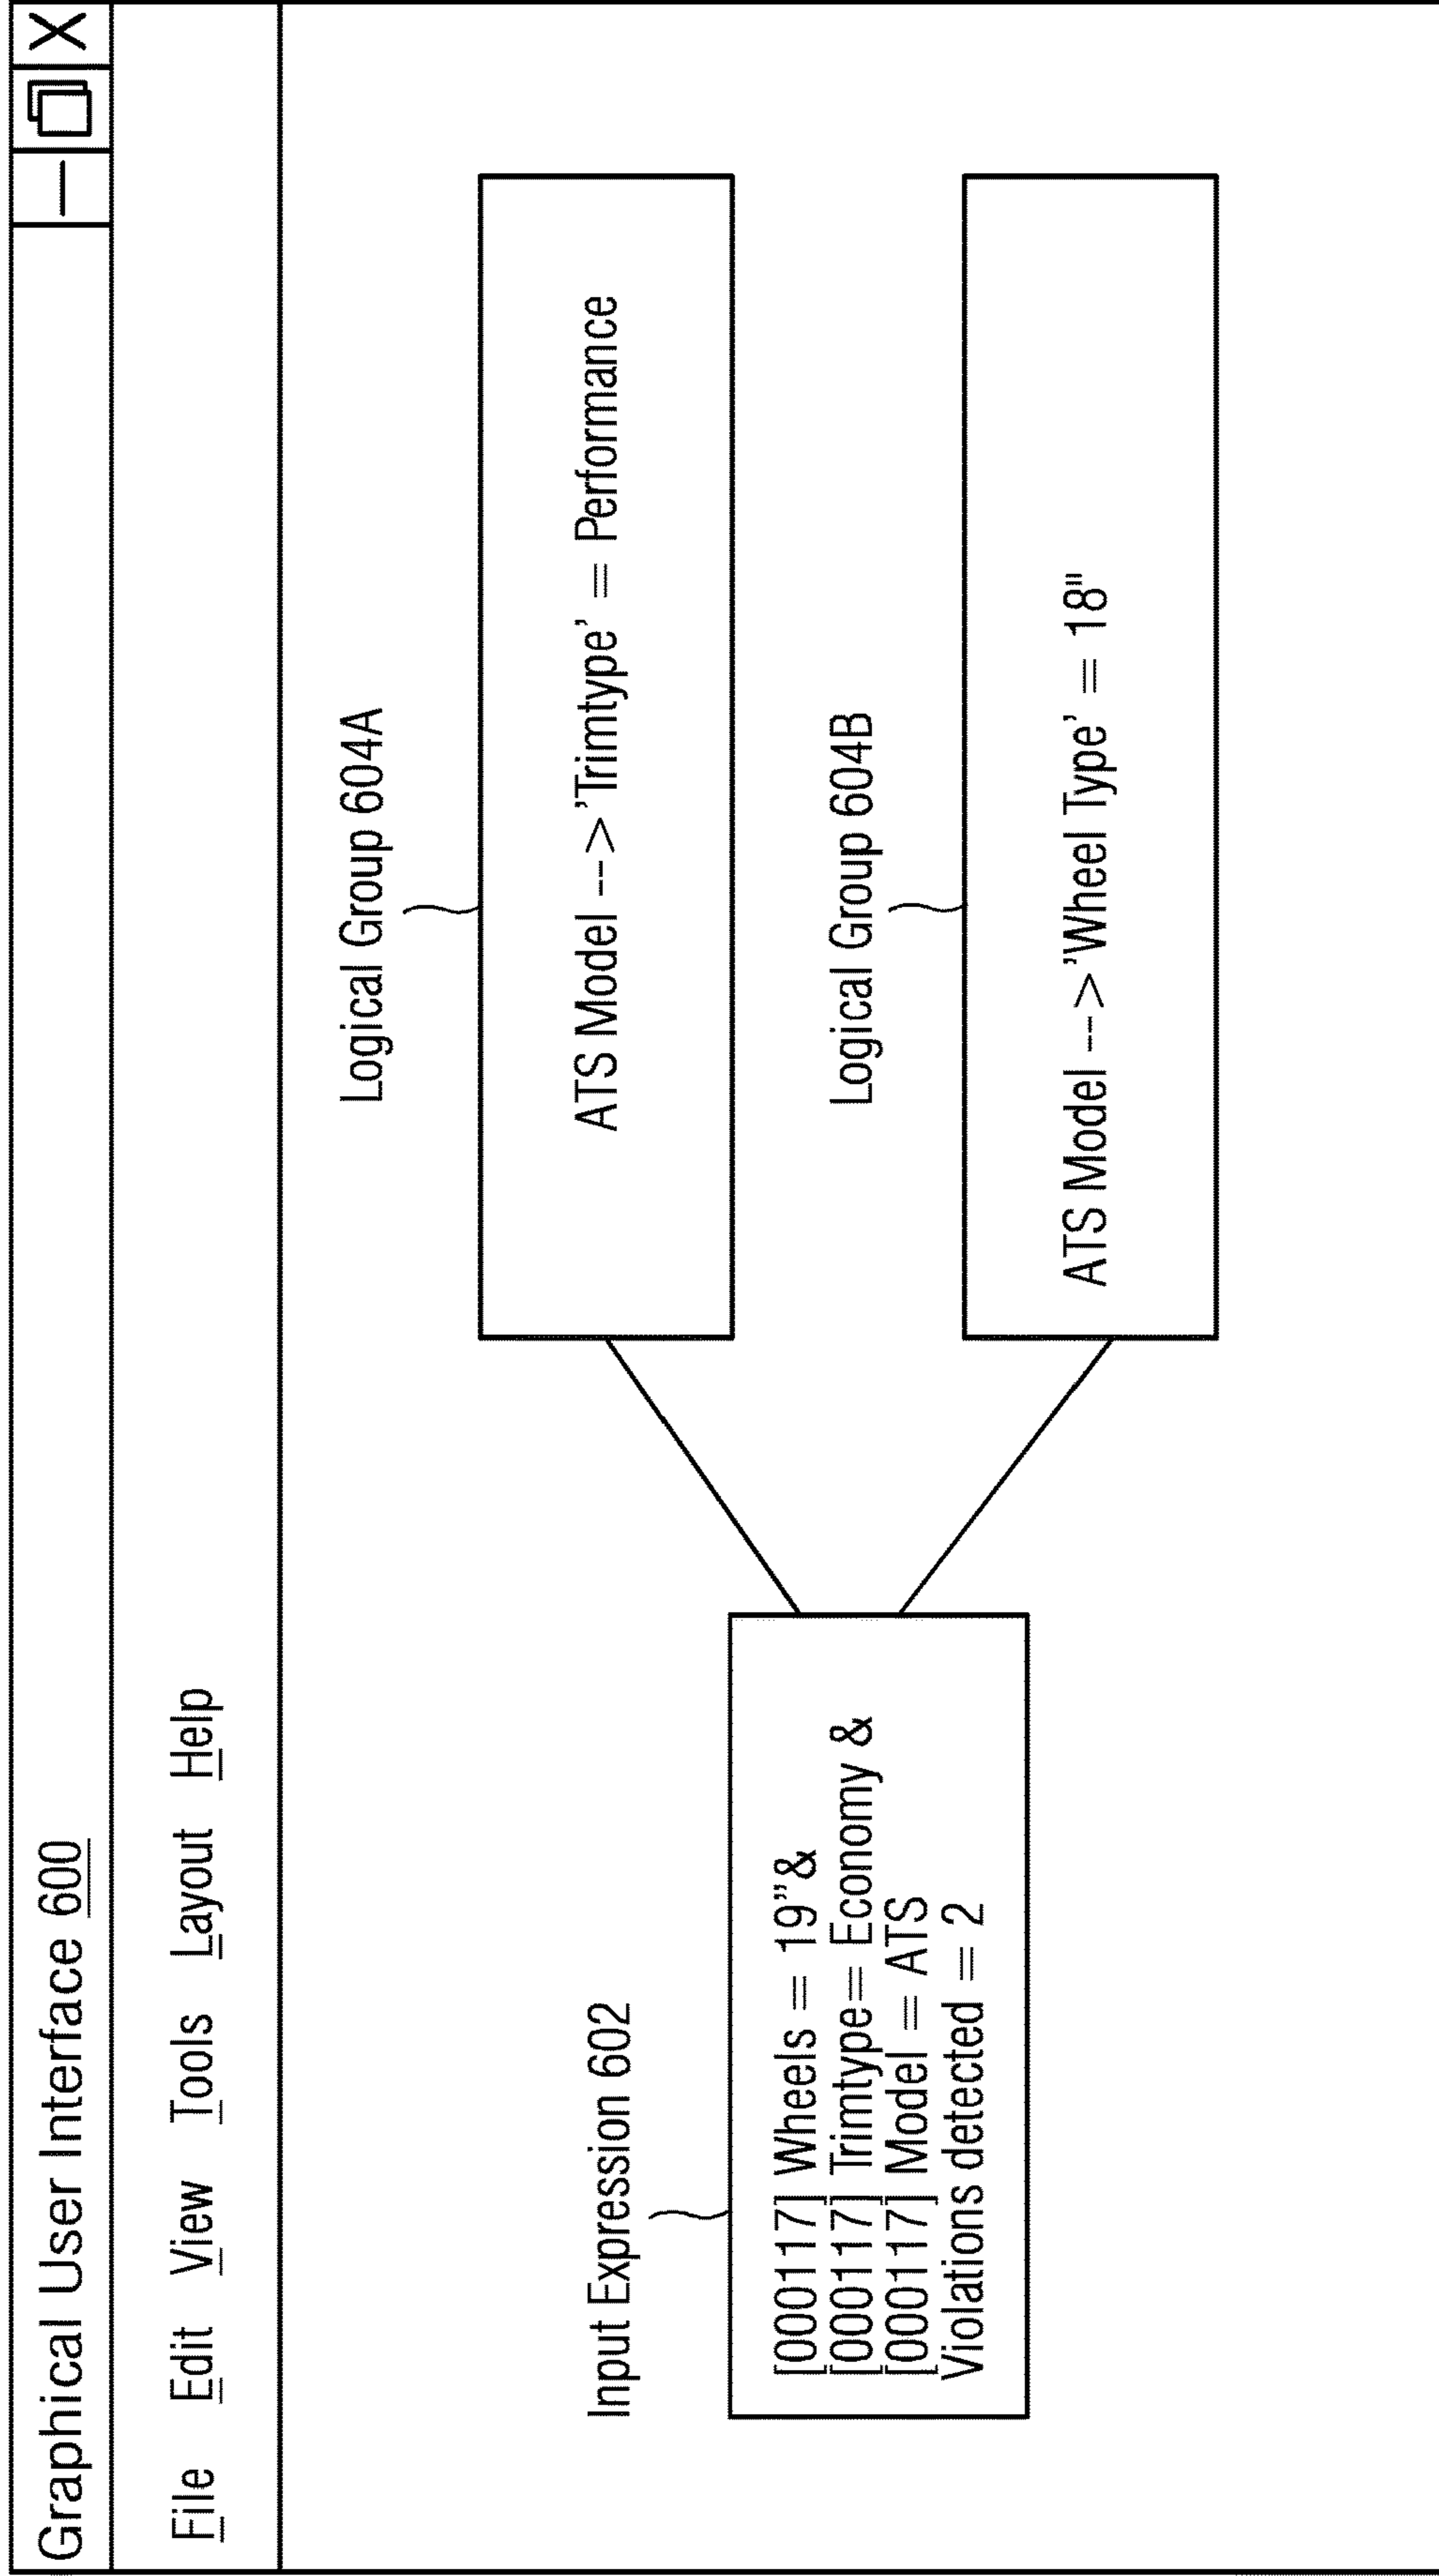 Graphical User Interface 600
File Edit View Tools Layout Help
Logical Group 604A
ATS Model -->'Trimtype' = Performance
Input Expression 602
[000117] Wheels = 19”&
[000117] Trimtype= Economy &
[000117] Model = ATS
Violations detected = 2
Logical Group 604B
ATS Model -->'Wheel Type' = 18"